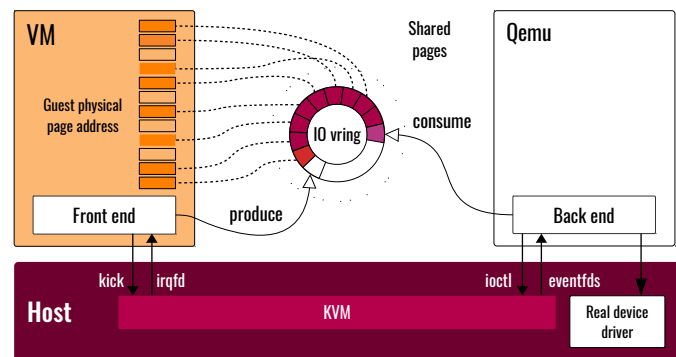 VM
Shared
pages
Qemu
Guest physical
page address
IO vring
consume
Front end
produce
Back end
kick
irqfd
ioctl
eventfds
Host
KVM
Real device
driver